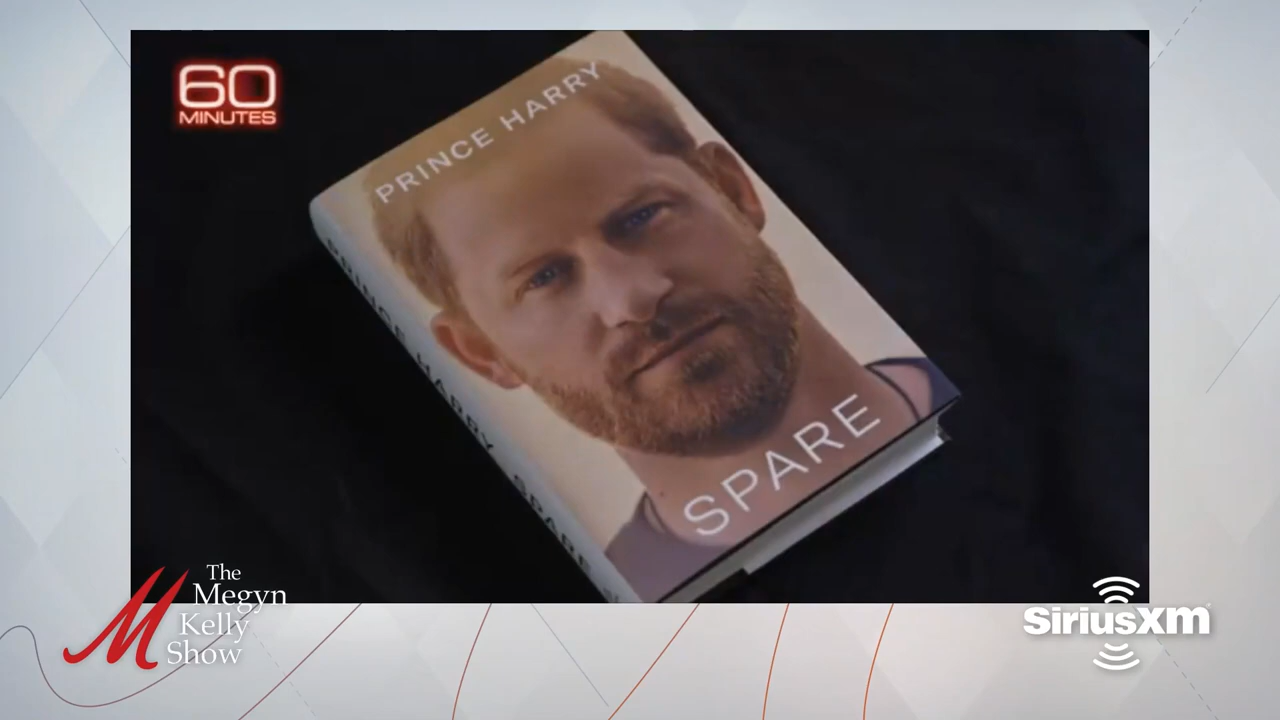 60
MINUTES
PRINCE HARRY
PRINCE HARRY SPARE
SPARE
The
Megyn
Kelly
Show
SiriusXM